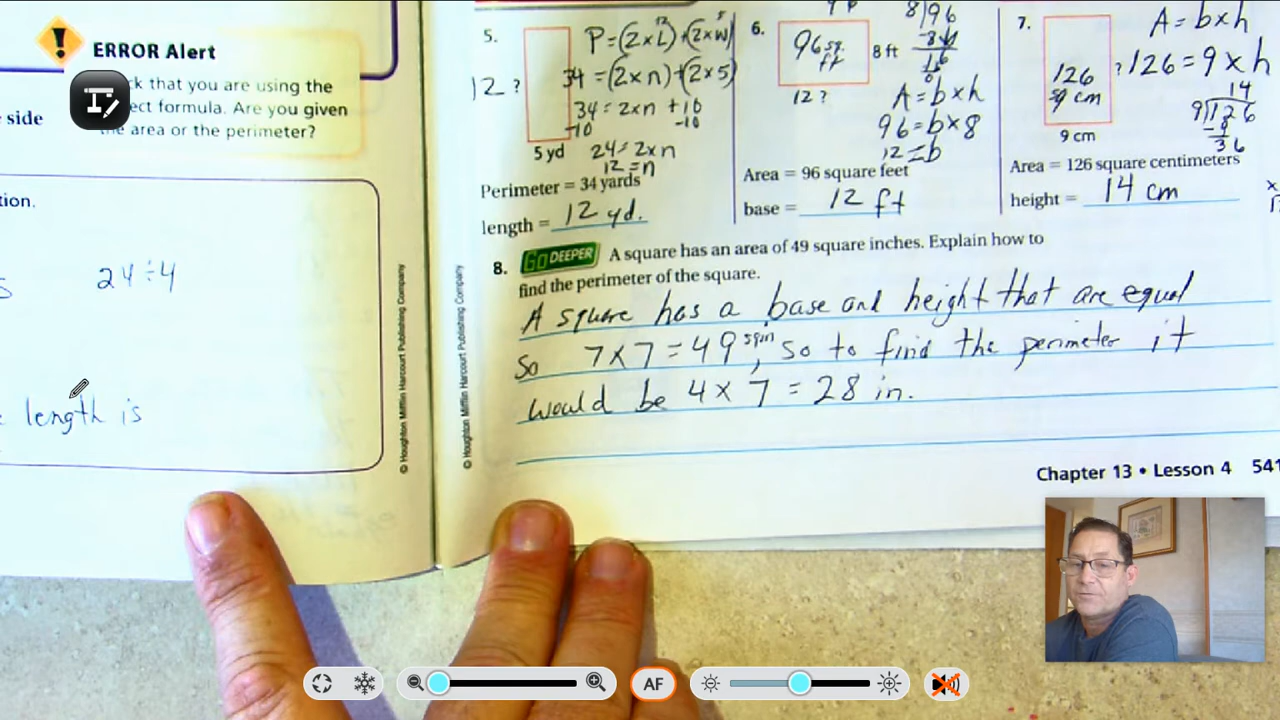 ERROR Alert
ck that you are using the
ect formula. Are you given
the area or the perimeter?
e side
tion.
24÷4
length is
© Houghton Mifflin Harcourt Publishing Company
© Houghton Mifflin Harcourt Publishing Company
5.
P=(2×L)+(2×W)
34=(2×n)+(2×5)
34=2×n+10
-10 -10
24=2×n
12=n
12 ?
5 yd
Perimeter = 34 yards
length = 12 yd.
6.
96 sq. ft
8 ft
12 ?
8)96
A=b×h
96=b×8
12=b
Area = 96 square feet
base = 12 ft
7.
126
cm
?
9 cm
A=b×h
126=9×h
14
9)126
36
Area = 126 square centimeters
height = 14 cm
8. GO DEEPER A square has an area of 49 square inches. Explain how to
find the perimeter of the square.
A square has a base and height that are equal
So 7×7=49 sq in, so to find the perimeter it
would be 4×7=28 in.
Chapter 13 • Lesson 4 541
AF